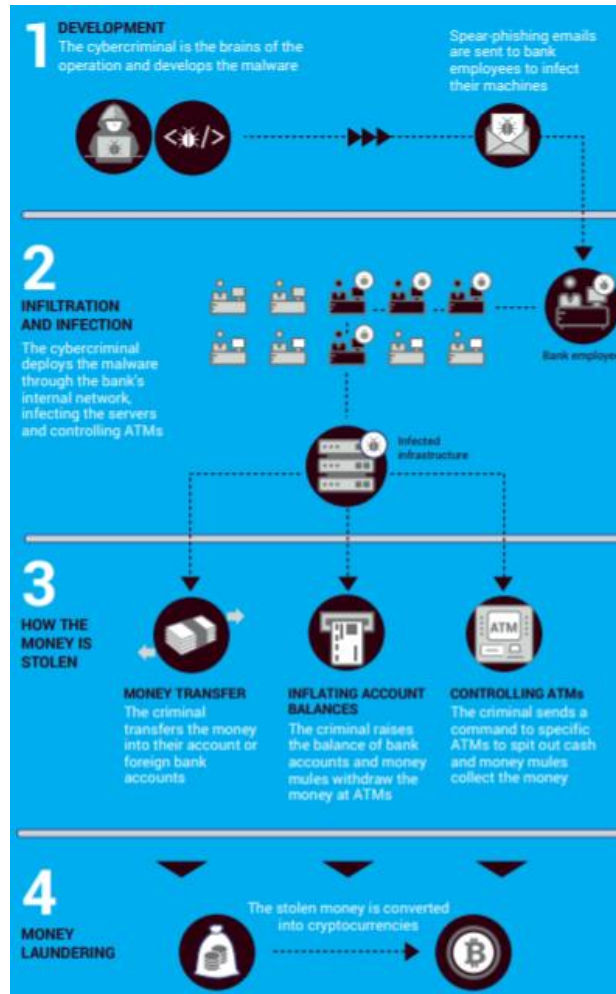 1
DEVELOPMENT
The cybercriminal is the brains of the
operation and develops the malware
Spear-phishing emails
are sent to bank
employees to infect
their machines
2
INFILTRATION
AND INFECTION
The cybercriminal
deploys the malware
through the bank's
internal network,
infecting the servers
and controlling ATMs
Bank employe
Infected
infrastructure
3
HOW THE
MONEY IS
STOLEN
MONEY TRANSFER
The criminal
transfers the money
into their account or
foreign bank
accounts
INFLATING ACCOUNT
BALANCES
The criminal raises
the balance of bank
accounts and money
mules withdraw the
money at ATMs
ATM
CONTROLLING ATMs
The criminal sends a
command to specific
ATMs to spit out cash
and money mules
collect the money
4
MONEY
LAUNDERING
The stolen money is converted
into cryptocurrencies